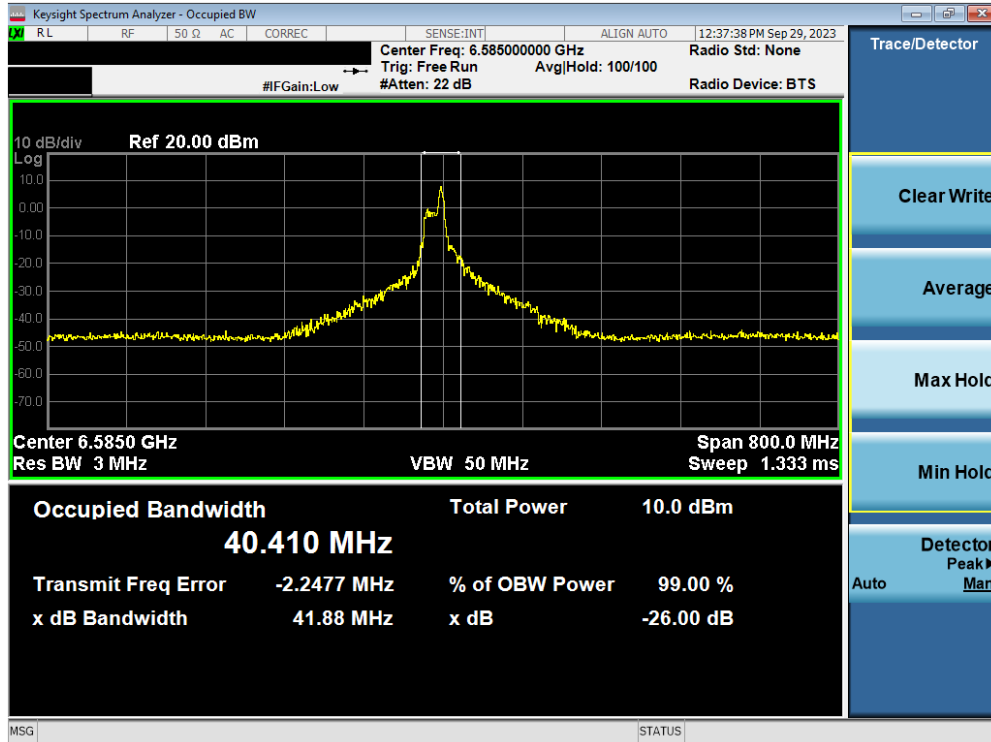 Keysight Spectrum Analyzer - Occupied BW
LXI RL RF 50 Ω AC CORREC SENSE:INT ALIGN AUTO 12:37:38 PM Sep 29, 2023
Center Freq: 6.585000000 GHz Radio Std: None
Trig: Free Run Avg|Hold: 100/100
#IFGain:Low #Atten: 22 dB Radio Device: BTS
10 dB/div Ref 20.00 dBm
Log
10.0
0.00
-10.0
-20.0
-30.0
-40.0
-50.0
-60.0
-70.0
Center 6.5850 GHz Span 800.0 MHz
Res BW 3 MHz VBW 50 MHz Sweep 1.333 ms
Occupied Bandwidth Total Power 10.0 dBm
40.410 MHz
Transmit Freq Error -2.2477 MHz % of OBW Power 99.00 %
x dB Bandwidth 41.88 MHz x dB -26.00 dB
MSG STATUS
Trace/Detector
Clear Write
Average
Max Hold
Min Hold
Detector
Peak
Auto Man